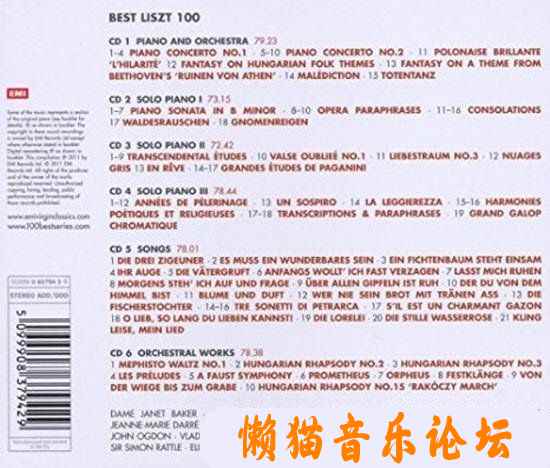 BEST LISZT 100
CD 1 PIANO AND ORCHESTRA 79.23
1–4 PIANO CONCERTO NO.1 · 5–10 PIANO CONCERTO NO.2 · 11 POLONAISE BRILLANTE
'L'HILARITÉ' 12 FANTASY ON HUNGARIAN FOLK THEMES · 13 FANTASY ON A THEME FROM
BEETHOVEN'S 'RUINEN VON ATHEN' · 14 MALÉDICTION · 15 TOTENTANZ
CD 2 SOLO PIANO I 73.15
1–7 PIANO SONATA IN B MINOR · 6–10 OPERA PARAPHRASES · 11–16 CONSOLATIONS
17 WALDESRAUSCHEN · 18 GNOMENREIGEN
CD 3 SOLO PIANO II 72.42
1–9 TRANSCENDENTAL ÉTUDES · 10 VALSE OUBLIÉE NO.1 · 11 LIEBESTRAUM NO.3 · 12 NUAGES
GRIS 13 EN RÊVE · 14–17 GRANDES ÉTUDES DE PAGANINI
CD 4 SOLO PIANO III 78.44
1–12 ANNÉES DE PÈLERINAGE · 13 UN SOSPIRO · 14 LA LEGGIEREZZA · 15–16 HARMONIES
POÉTIQUES ET RELIGIEUSES · 17–18 TRANSCRIPTIONS & PARAPHRASES · 19 GRAND GALOP
CHROMATIQUE
CD 5 SONGS 78.01
1 DIE DREI ZIGEUNER · 2 ES MUSS EIN WUNDERBARES SEIN · 3 EIN FICHTENBAUM STEHT EINSAM
4 IHR AUGE · 5 DIE VÄTERGRUFT · 6 ANFANGS WOLLT' ICH FAST VERZAGEN · 7 LASST MICH RUHEN
8 MORGENS STEH' ICH AUF UND FRAGE · 9 ÜBER ALLEN GIPFELN IST RUH · 10 DER DU VON DEM
HIMMEL BIST · 11 BLUME UND DUFT · 12 WER NIE SEIN BROT MIT TRÄNEN ASS · 13 DIE
FISCHERSTOCHTER · 14–16 TRE SONETTI DI PETRARCA · 17 S'IL EST UN CHARMANT GAZON
18 O LIEB, SO LANG DU LIEBEN KANNST! · 19 DIE LORELEI · 20 DIE STILLE WASSERROSE · 21 KLING
LEISE, MEIN LIED
CD 6 ORCHESTRAL WORKS 78.38
1 MEPHISTO WALTZ NO.1 · 2 HUNGARIAN RHAPSODY NO.2 · 3 HUNGARIAN RHAPSODY NO.3
4 LES PRÉLUDES · 5 A FAUST SYMPHONY · 6 PROMETHEUS · 7 ORPHEUS · 8 FESTKLÄNGE · 9 VON
DER WIEGE BIS ZUM GRABE · 10 HUNGARIAN RHAPSODY NO.15 'RAKÓCZY MARCH'
DAME JANET BAKER
JEANNE-MARIE DARRÉ
JOHN OGDON · VLAD
SIR SIMON RATTLE · EL
EMI
www.emivirginclassics.com
www.100bestseries.com
STEREO ADD/DDD
5 099908 379429
懒猫音乐论坛